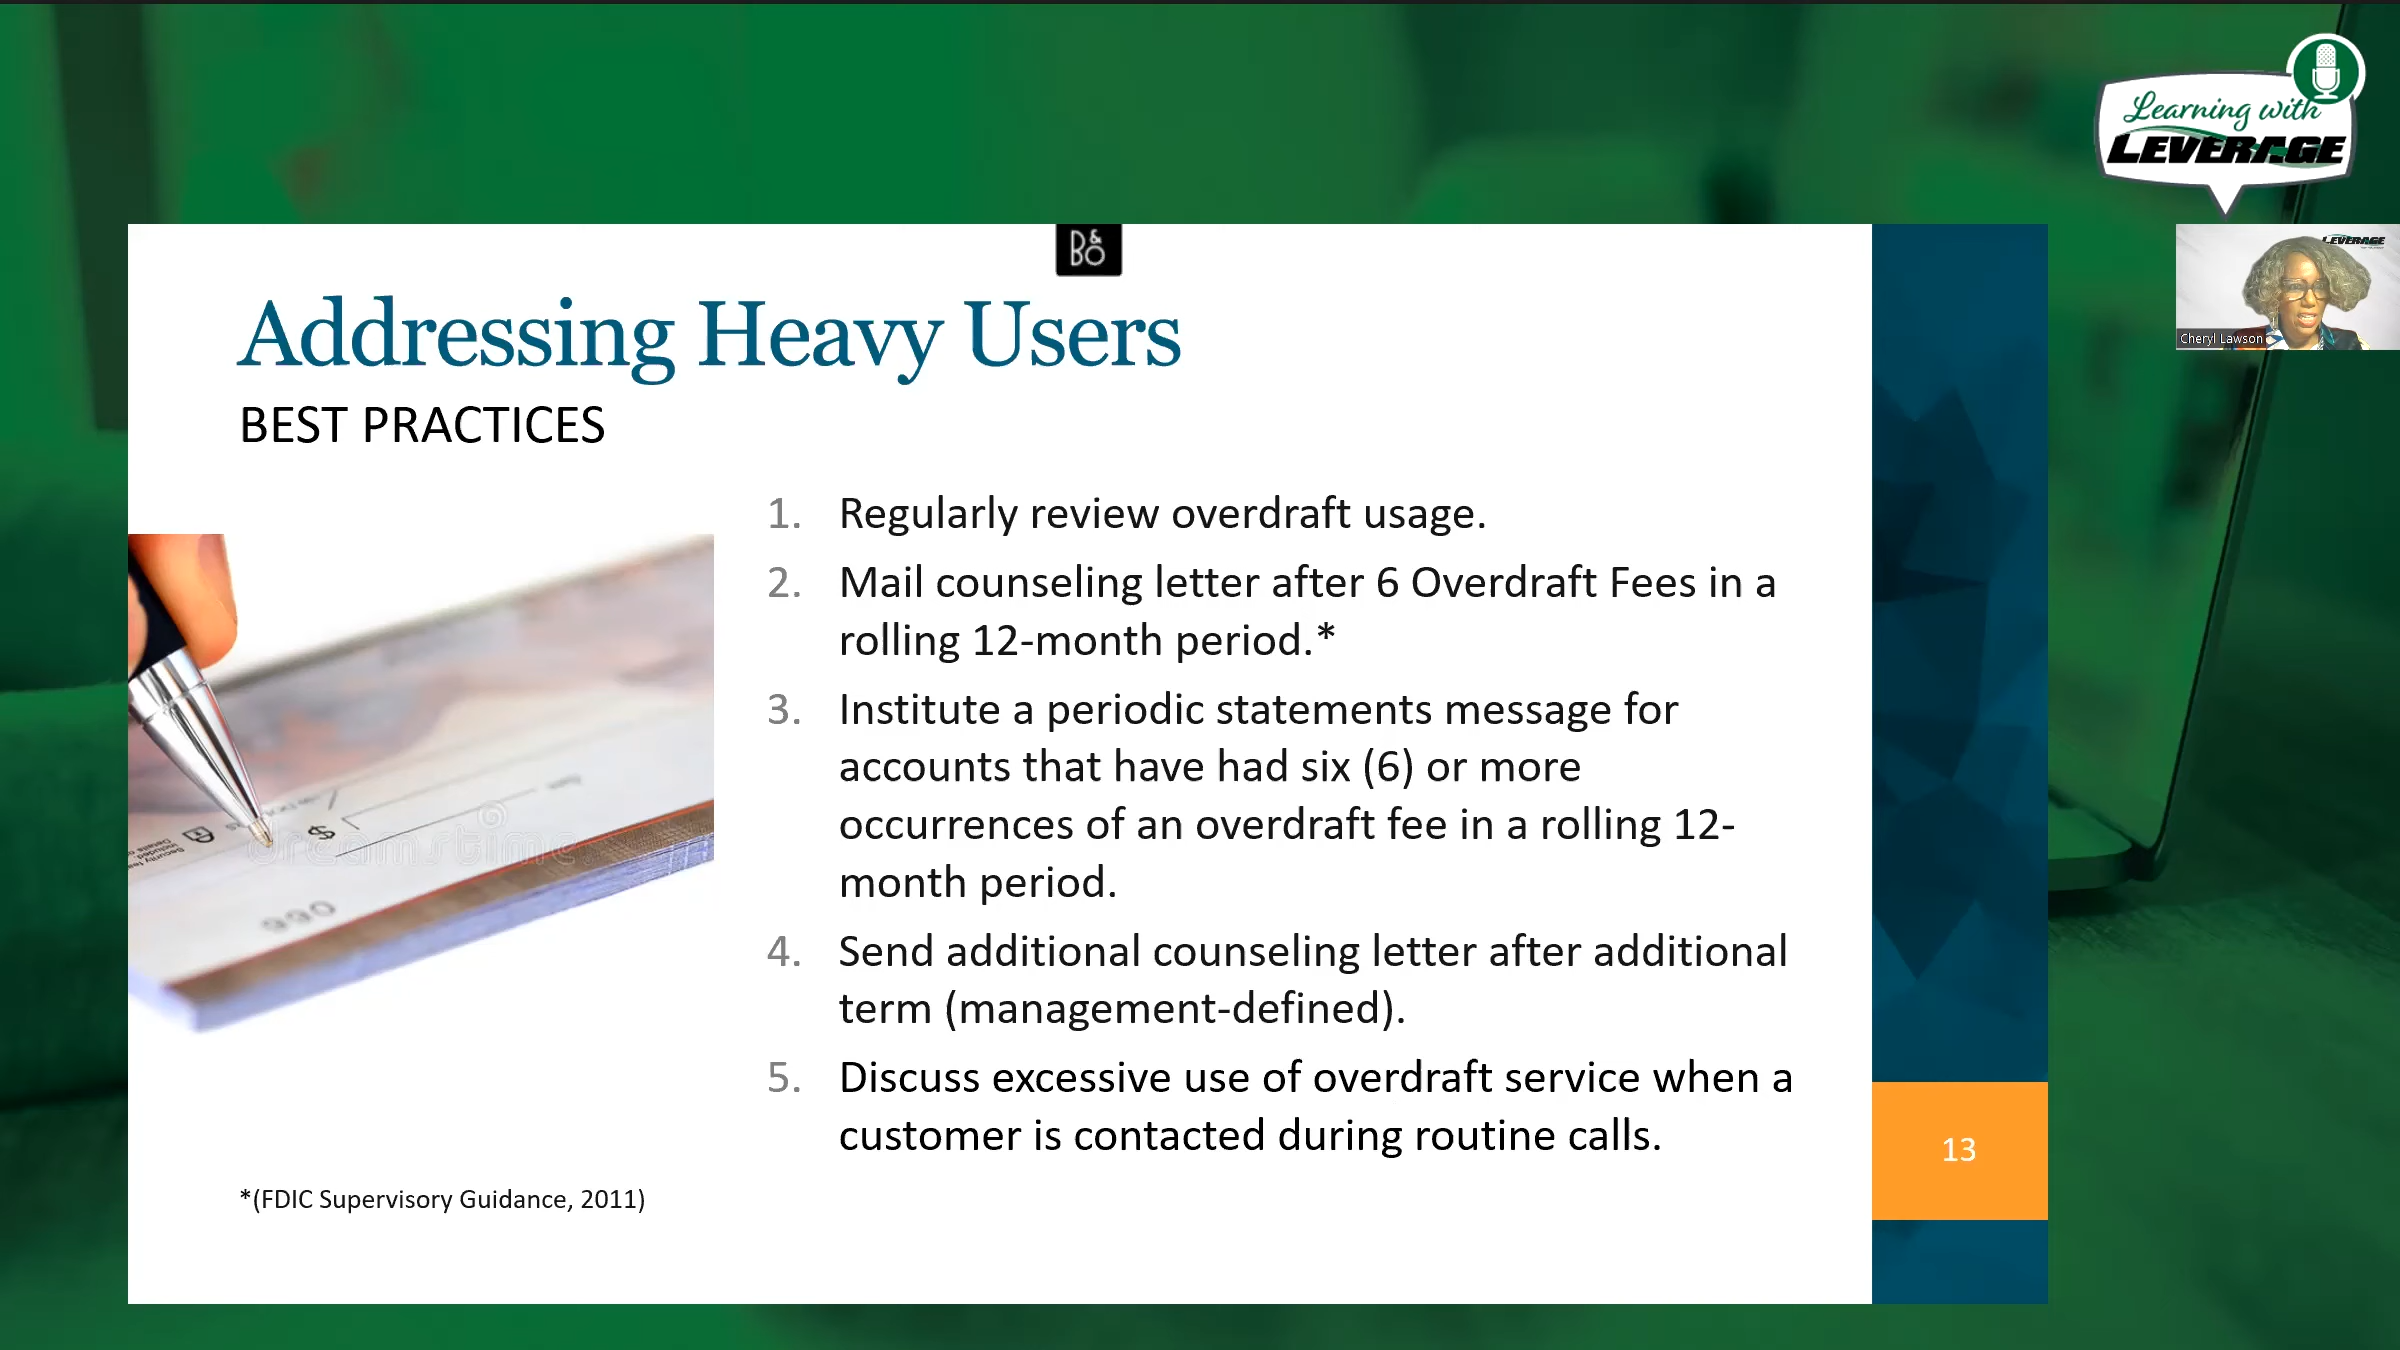 Learning with
LEVERAGE
B&O
LEVERAGE
Cheryl Lawson
Addressing Heavy Users
BEST PRACTICES
1. Regularly review overdraft usage.
2. Mail counseling letter after 6 Overdraft Fees in a
rolling 12-month period.*
3. Institute a periodic statements message for
accounts that have had six (6) or more
occurrences of an overdraft fee in a rolling 12-
month period.
4. Send additional counseling letter after additional
term (management-defined).
5. Discuss excessive use of overdraft service when a
customer is contacted during routine calls.
$
dreamstime
*(FDIC Supervisory Guidance, 2011)
13